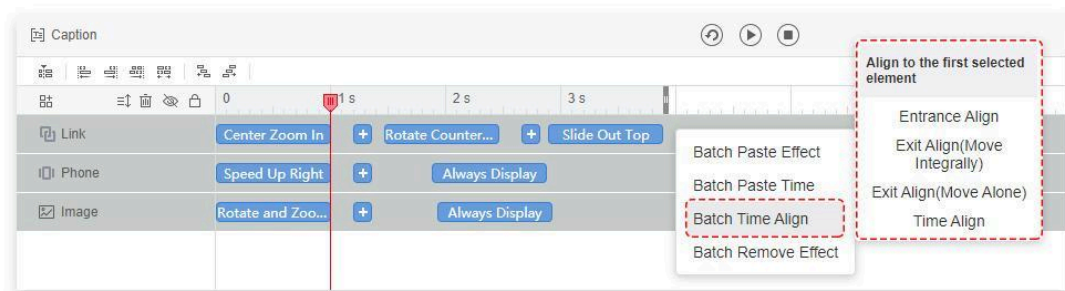 Caption
Align to the first selected
element
0 1 s 2 s 3 s
Entrance Align
Link Center Zoom In + Rotate Counter... + Slide Out Top
Exit Align(Move
Integrally)
Batch Paste Effect
Phone Speed Up Right + Always Display
Batch Paste Time
Exit Align(Move Alone)
Image Rotate and Zoo... + Always Display
Batch Time Align
Time Align
Batch Remove Effect